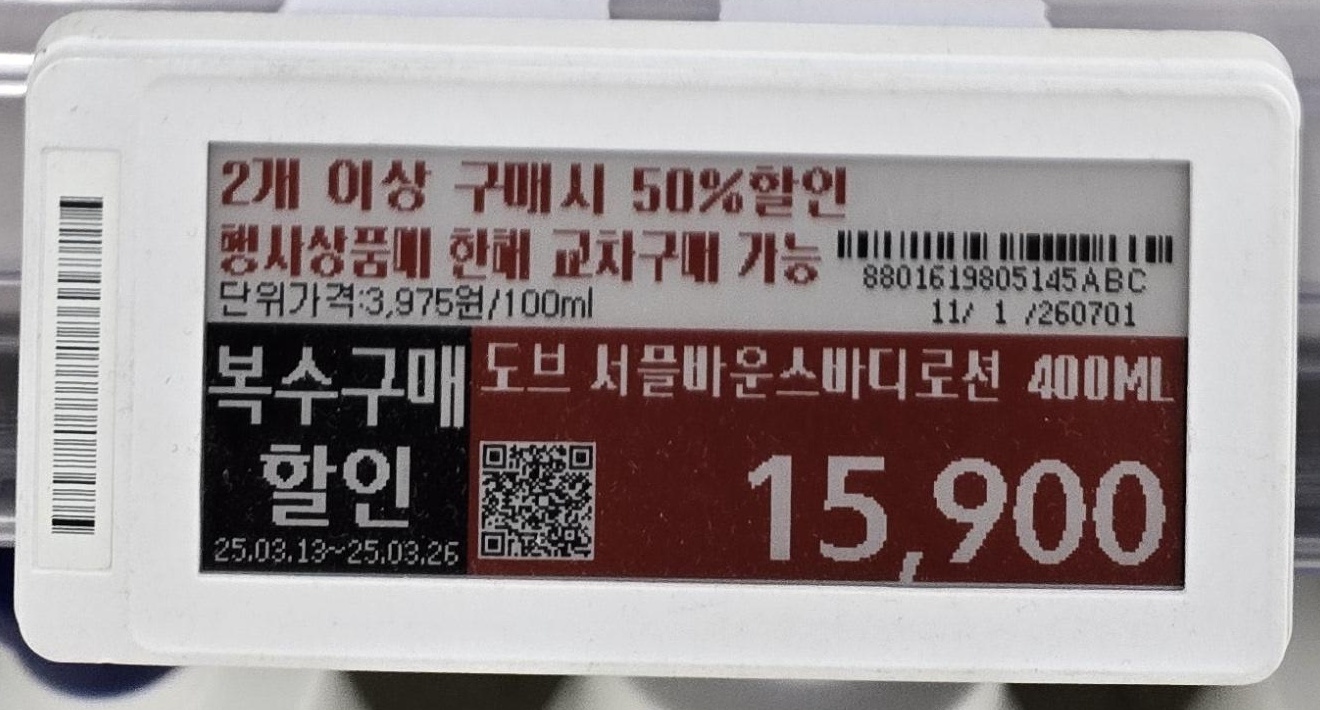 2개 이상 구매시 50%할인
행사상품에 한해 교차구매 가능
8801619805145ABC
단위가격:3,975원/100ml
11/ 1 /260701
복수구매
할인
25.03.13~25.03.26
도브 서플바운스바디로션 400ML
15,900